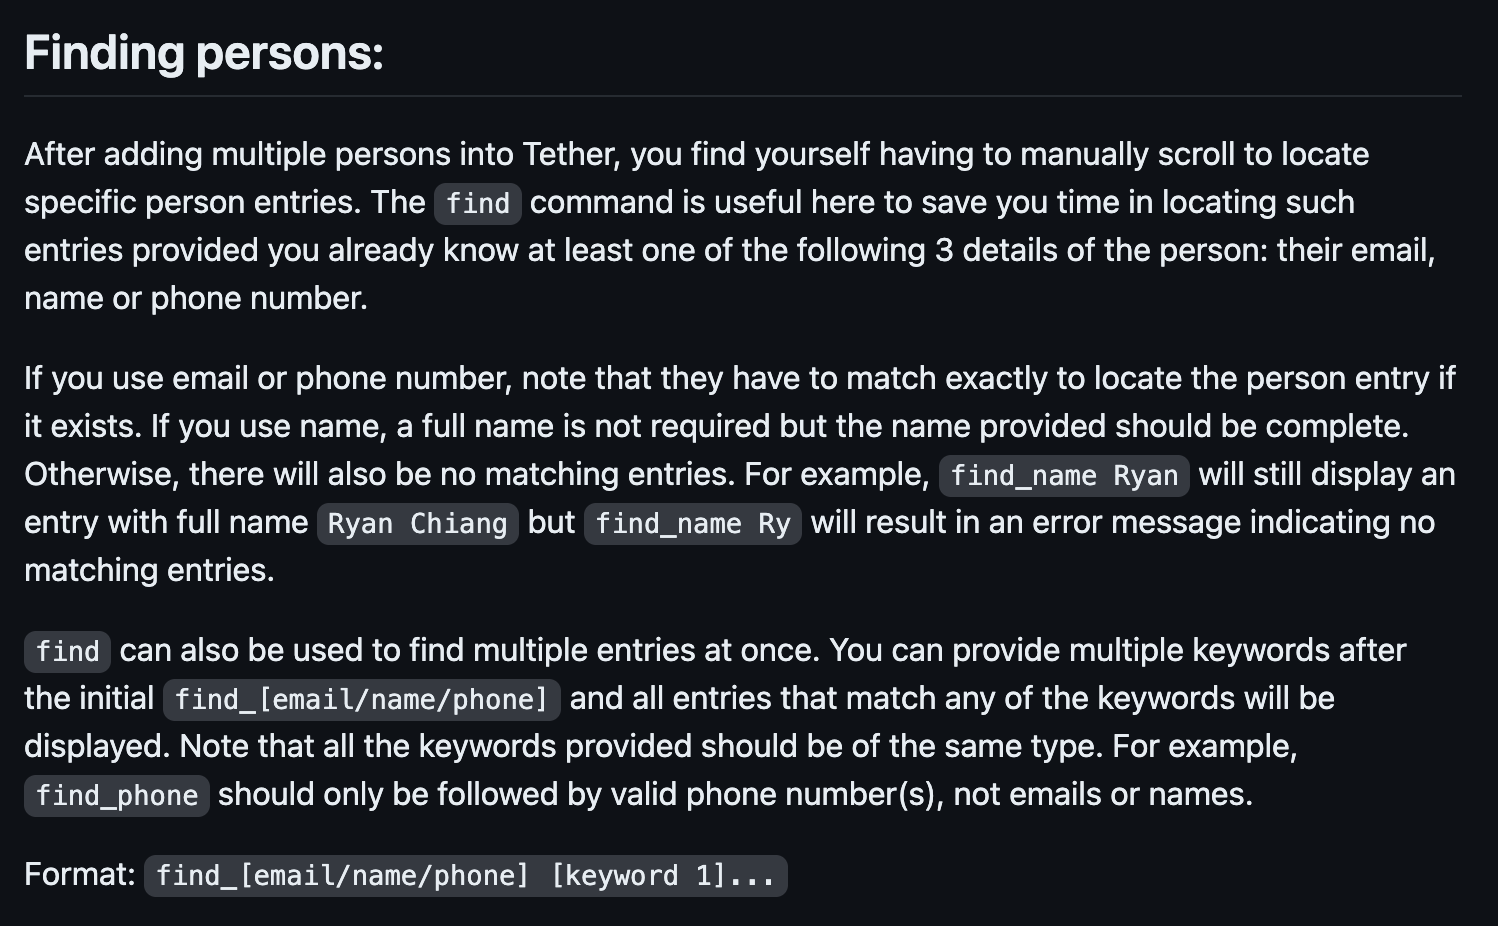 Finding persons:
After adding multiple persons into Tether, you find yourself having to manually scroll to locate
specific person entries. The find command is useful here to save you time in locating such
entries provided you already know at least one of the following 3 details of the person: their email,
name or phone number.
If you use email or phone number, note that they have to match exactly to locate the person entry if
it exists. If you use name, a full name is not required but the name provided should be complete.
Otherwise, there will also be no matching entries. For example, find_name Ryan will still display an
entry with full name Ryan Chiang but find_name Ry will result in an error message indicating no
matching entries.
find can also be used to find multiple entries at once. You can provide multiple keywords after
the initial find_[email/name/phone] and all entries that match any of the keywords will be
displayed. Note that all the keywords provided should be of the same type. For example,
find_phone should only be followed by valid phone number(s), not emails or names.
Format: find_[email/name/phone] [keyword 1]...